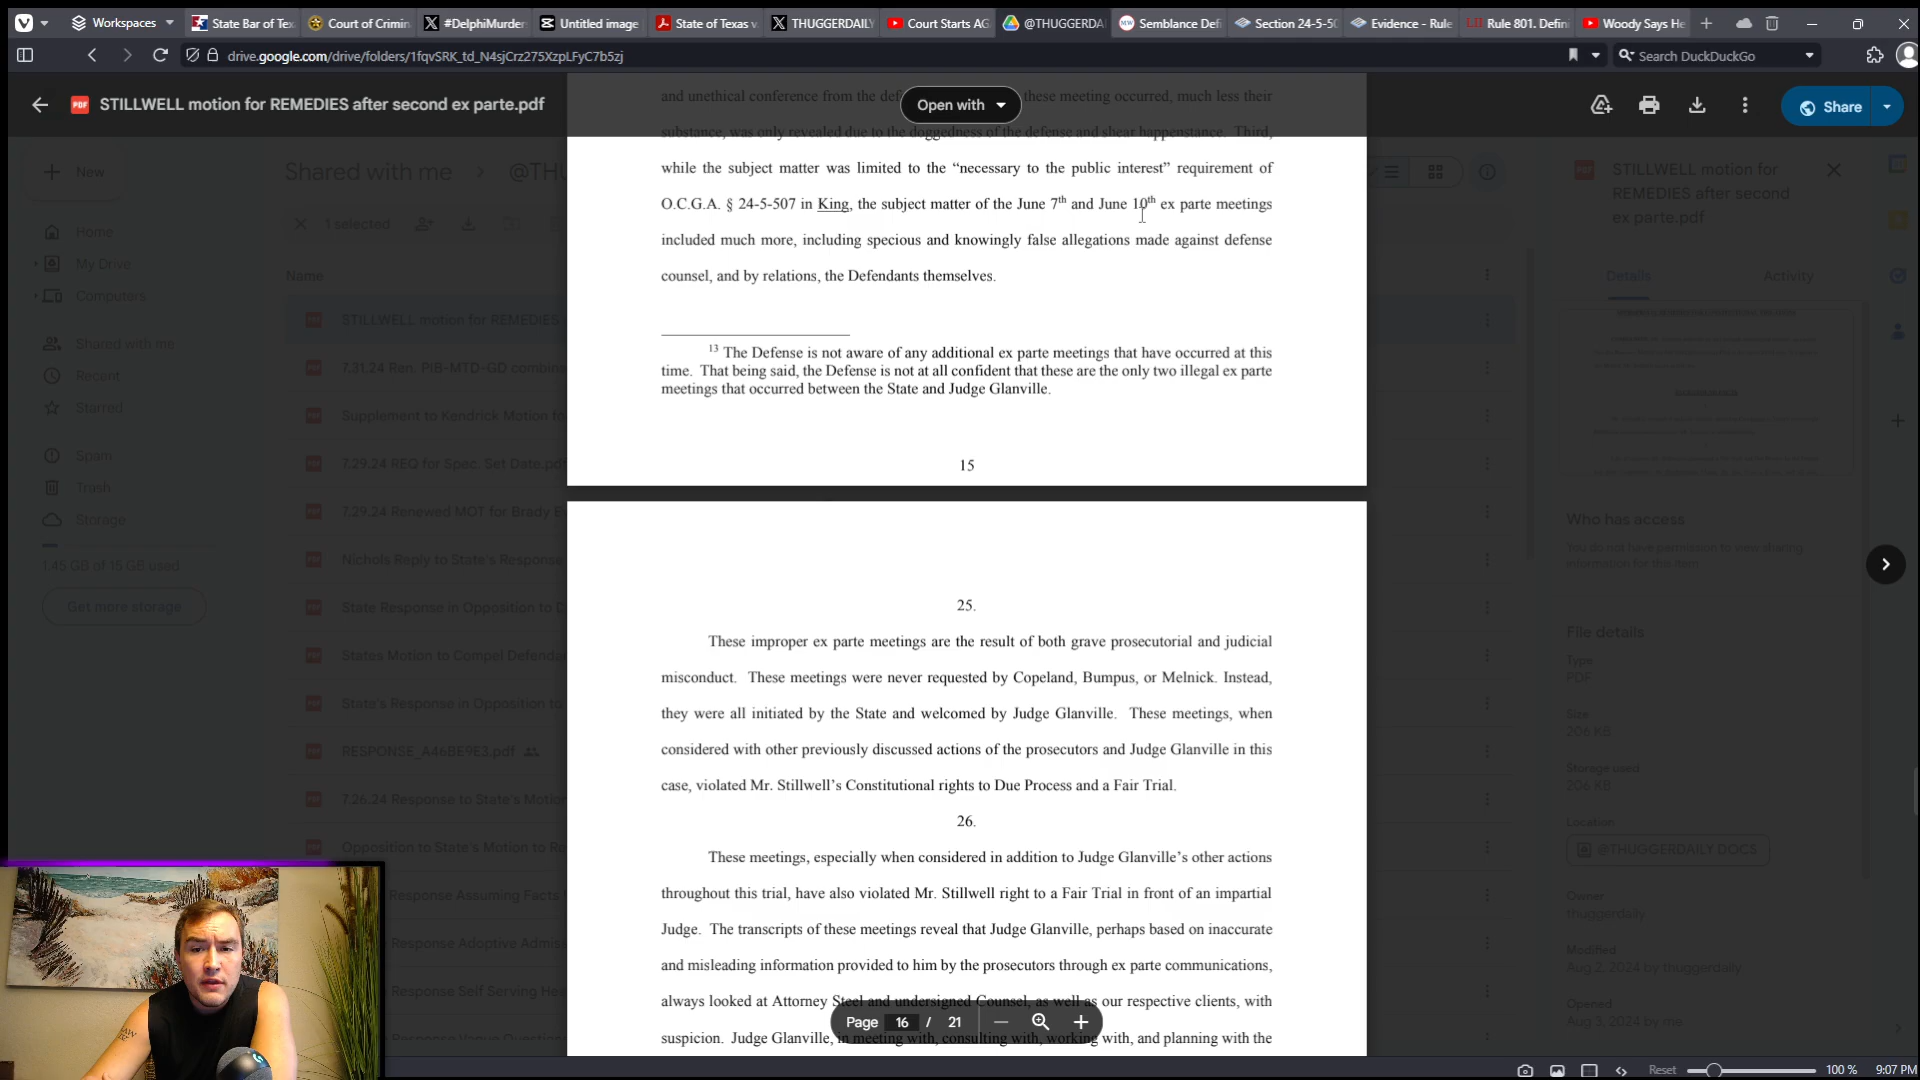 Workspaces
State Bar of Tex
Court of Crimin
#DelphiMurder
Untitled image
State of Texas v
THUGGERDAILY
Court Starts AG
@THUGGERDA
Semblance Defi
Section 24-5-50
Evidence - Rule
Rule 801. Defini
Woody Says He
drive.google.com/drive/folders/1fqvSRK_td_N4sjCrz275XzpLFyC7b5zj
Search DuckDuckGo
PDF
STILLWELL motion for REMEDIES after second ex parte.pdf
Open with
Share
and unethical conference from the def
these meeting occurred, much less their
substance, was only revealed due to the doggedness of the defense and shear happenstance. Third,
while the subject matter was limited to the “necessary to the public interest” requirement of
O.C.G.A. § 24-5-507 in King, the subject matter of the June 7th and June 10th ex parte meetings
included much more, including specious and knowingly false allegations made against defense
counsel, and by relations, the Defendants themselves.
13 The Defense is not aware of any additional ex parte meetings that have occurred at this
time. That being said, the Defense is not at all confident that these are the only two illegal ex parte
meetings that occurred between the State and Judge Glanville.
15
25.
These improper ex parte meetings are the result of both grave prosecutorial and judicial
misconduct. These meetings were never requested by Copeland, Bumpus, or Melnick. Instead,
they were all initiated by the State and welcomed by Judge Glanville. These meetings, when
considered with other previously discussed actions of the prosecutors and Judge Glanville in this
case, violated Mr. Stillwell’s Constitutional rights to Due Process and a Fair Trial.
26.
These meetings, especially when considered in addition to Judge Glanville’s other actions
throughout this trial, have also violated Mr. Stillwell right to a Fair Trial in front of an impartial
Judge. The transcripts of these meetings reveal that Judge Glanville, perhaps based on inaccurate
and misleading information provided to him by the prosecutors through ex parte communications,
always looked at Attorney Steel and undersigned Counsel, as well as our respective clients, with
suspicion. Judge Glanville, in meeting with, consulting with, working with, and planning with the
Page 16 / 21
New
Home
My Drive
Computers
Shared with me
Recent
Starred
Spam
Trash
Storage
1.45 GB of 15 GB used
Get more storage
Shared with me > @THU
1 selected
Name
STILLWELL motion for REMEDIES
7.31.24 Ren. PIB-MTD-GD combin
Supplement to Kendrick Motion fo
7.29.24 REQ for Spec. Set Date.pdf
7.29.24 Renewed MOT for Brady E
Nichols Reply to State's Response
State Response in Opposition to D
States Motion to Compel Defenda
State's Response in Opposition to
RESPONSE_A46BE9E3.pdf
7.26.24 Response to State's Motion
Opposition to State's Motion to Re
Response Assuming Facts
Response Adoptive Admis
Response Self Serving Hea
Response Vague Question
STILLWELL motion for
REMEDIES after second
ex parte.pdf
Details
Activity
Who has access
You do not have permission to view sharing
information for this item
File details
Type
PDF
Size
206 KB
Storage used
206 KB
Location
@THUGGERDAILY DOCS
Owner
thuggerdaily
Modified
Aug 2, 2024 by thuggerdaily
Opened
Aug 3, 2024 by me
Reset
100 %
9:07 PM